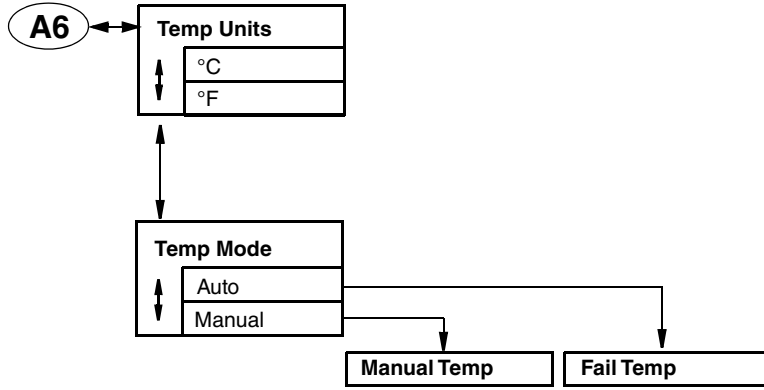 A6
Temp Units
°C
°F
Temp Mode
Auto
Manual
Manual Temp
Fail Temp